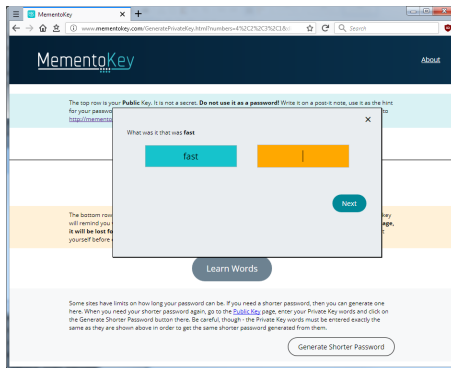 MementoKey
www.mementokey.com/GeneratePrivateKey.html?numbers=4%2C2%2C3%2C1&
Search
MementoKey
About
The top row is your Public Key. It is not a secret. Do not use it as a password! Write it on a post-it note, use it as the hint
for your passwo to
http://memento
What was it that was fast
fast
Next
The bottom row key
will remind you age,
it will be lost fo t
yourself before
Learn Words
Some sites have limits on how long your password can be. If you need a shorter password, then you can generate one
here. When you need your shorter password again, go to the Public Key page, enter your Private Key words and click on
the Generate Shorter Password button there. Be careful, though - the Private Key words must be entered exactly the
same as they are shown above in order to get the same shorter password generated from them.
Generate Shorter Password